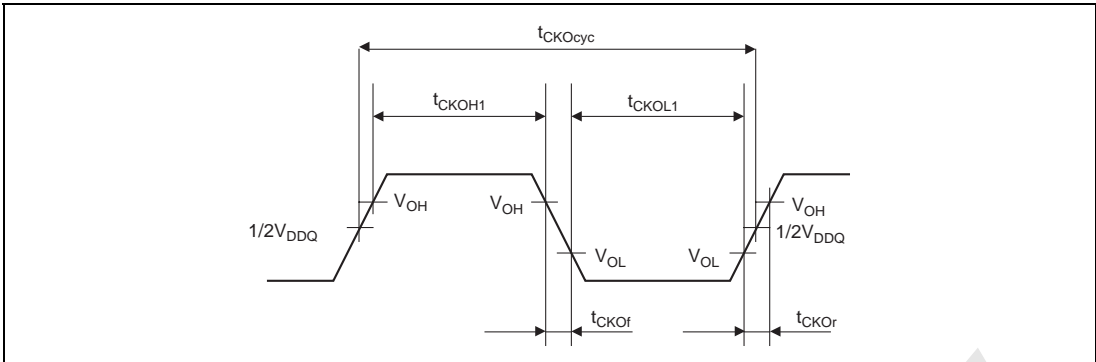 tCKOcyc
tCKOH1 tCKOL1
VOH VOH VOH
1/2VDDQ 1/2VDDQ
VOL VOL
tCKOf tCKOr